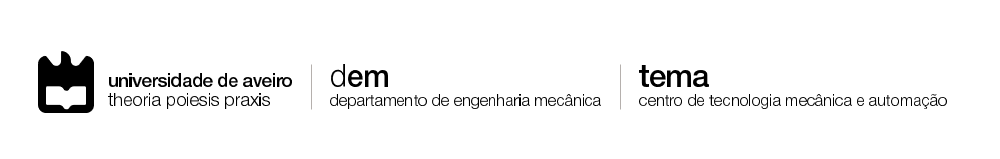 universidade de aveiro
theoria poiesis praxis
dem
departamento de engenharia mecânica
tema
centro de tecnologia mecânica e automação